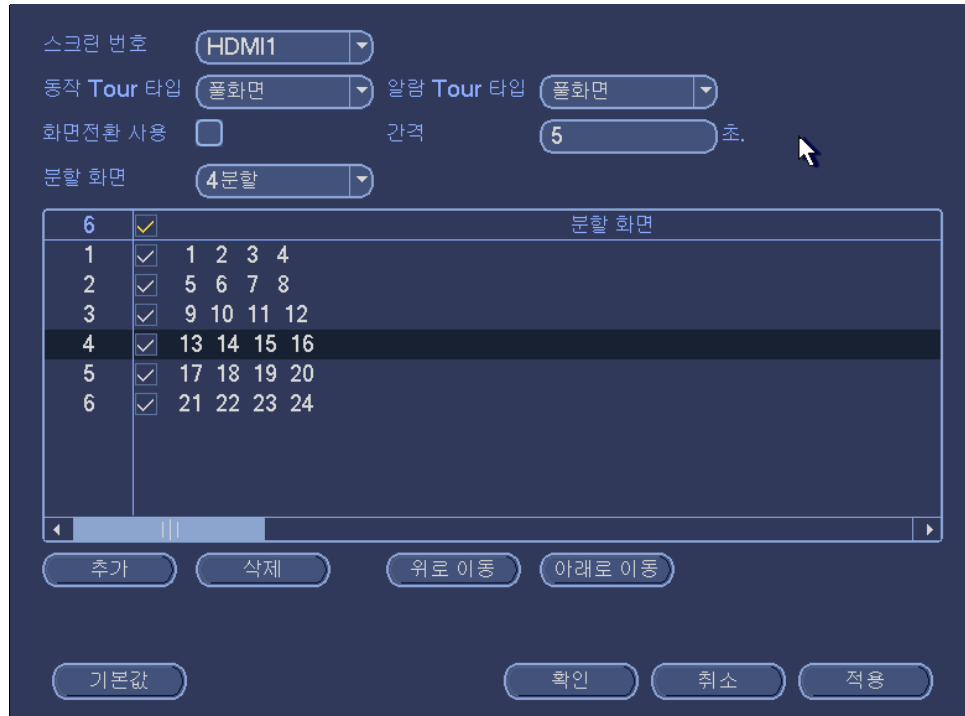 스크린 번호 HDMI1
동작 Tour 타입 풀화면 알람 Tour 타입 풀화면
화면전환 사용 간격 5 초.
분할 화면 4분할
6 분할 화면
1 1 2 3 4
2 5 6 7 8
3 9 10 11 12
4 13 14 15 16
5 17 18 19 20
6 21 22 23 24
추가 삭제 위로 이동 아래로 이동
기본값 확인 취소 적용